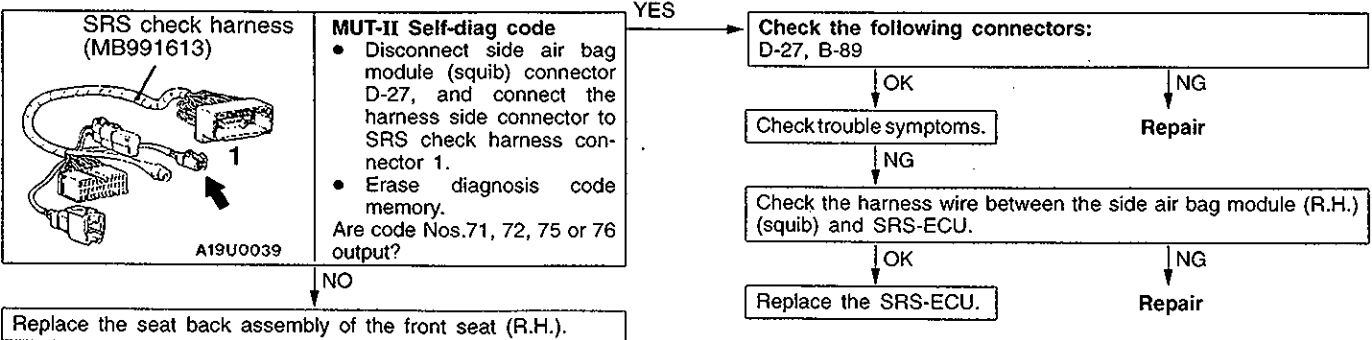 SRS check harness
(MB991613)
1
A19U0039
MUT-II Self-diag code
● Disconnect side air bag
module (squib) connector
D-27, and connect the
harness side connector to
SRS check harness con-
nector 1.
● Erase diagnosis code
memory.
Are code Nos.71, 72, 75 or 76
output?
YES
Check the following connectors:
D-27, B-89
OK
NG
Check trouble symptoms.
Repair
NG
Check the harness wire between the side air bag module (R.H.)
(squib) and SRS-ECU.
OK
NG
Replace the SRS-ECU.
Repair
NO
Replace the seat back assembly of the front seat (R.H.).